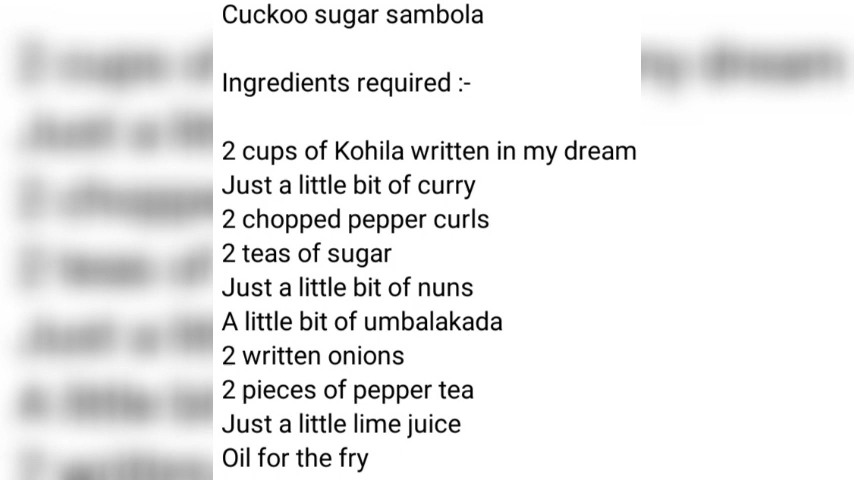 Cuckoo sugar sambola
Ingredients required :-
2 cups of Kohila written in my dream
Just a little bit of curry
2 chopped pepper curls
2 teas of sugar
Just a little bit of nuns
A little bit of umbalakada
2 written onions
2 pieces of pepper tea
Just a little lime juice
Oil for the fry